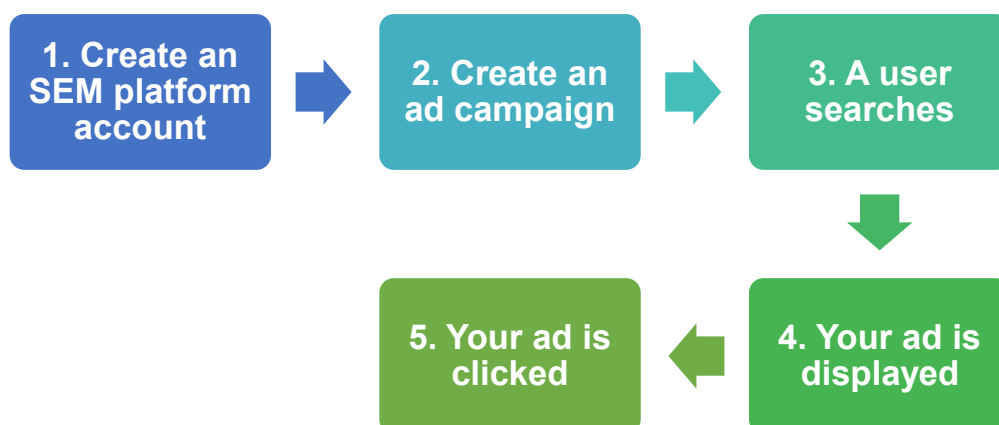 1. Create an
SEM platform
account
2. Create an
ad campaign
3. A user
searches
4. Your ad is
displayed
5. Your ad is
clicked